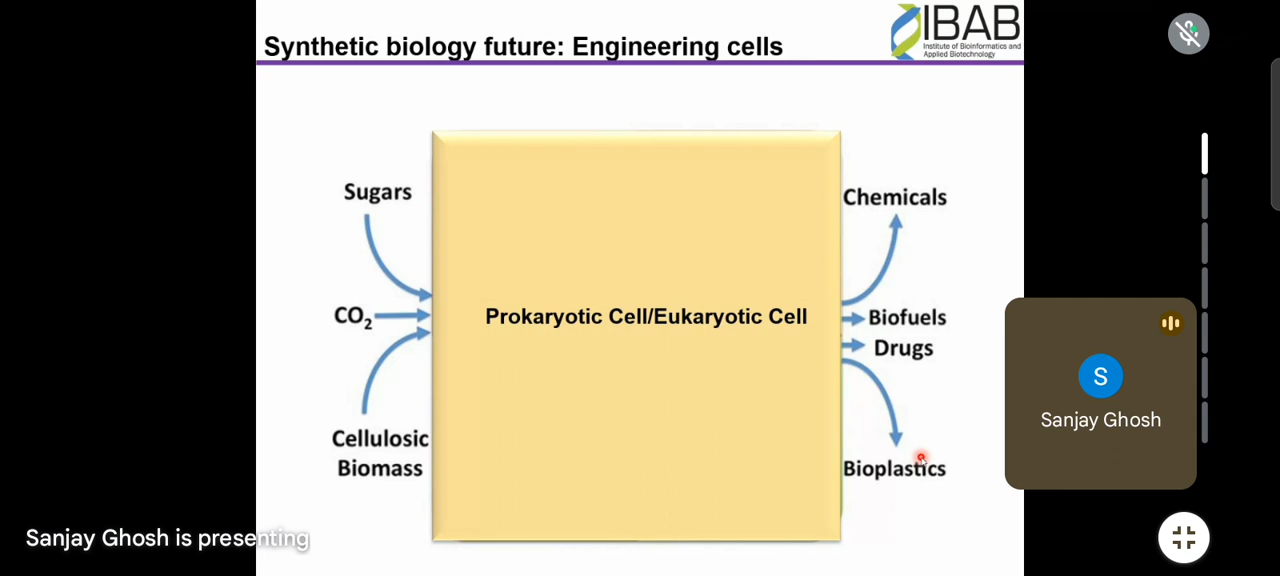 Synthetic biology future: Engineering cells
IBAB
Institute of Bioinformatics and
Applied Biotechnology
Sugars
CO₂
Cellulosic
Biomass
Prokaryotic Cell/Eukaryotic Cell
Chemicals
Biofuels
Drugs
Bioplastics
S
Sanjay Ghosh
Sanjay Ghosh is presenting